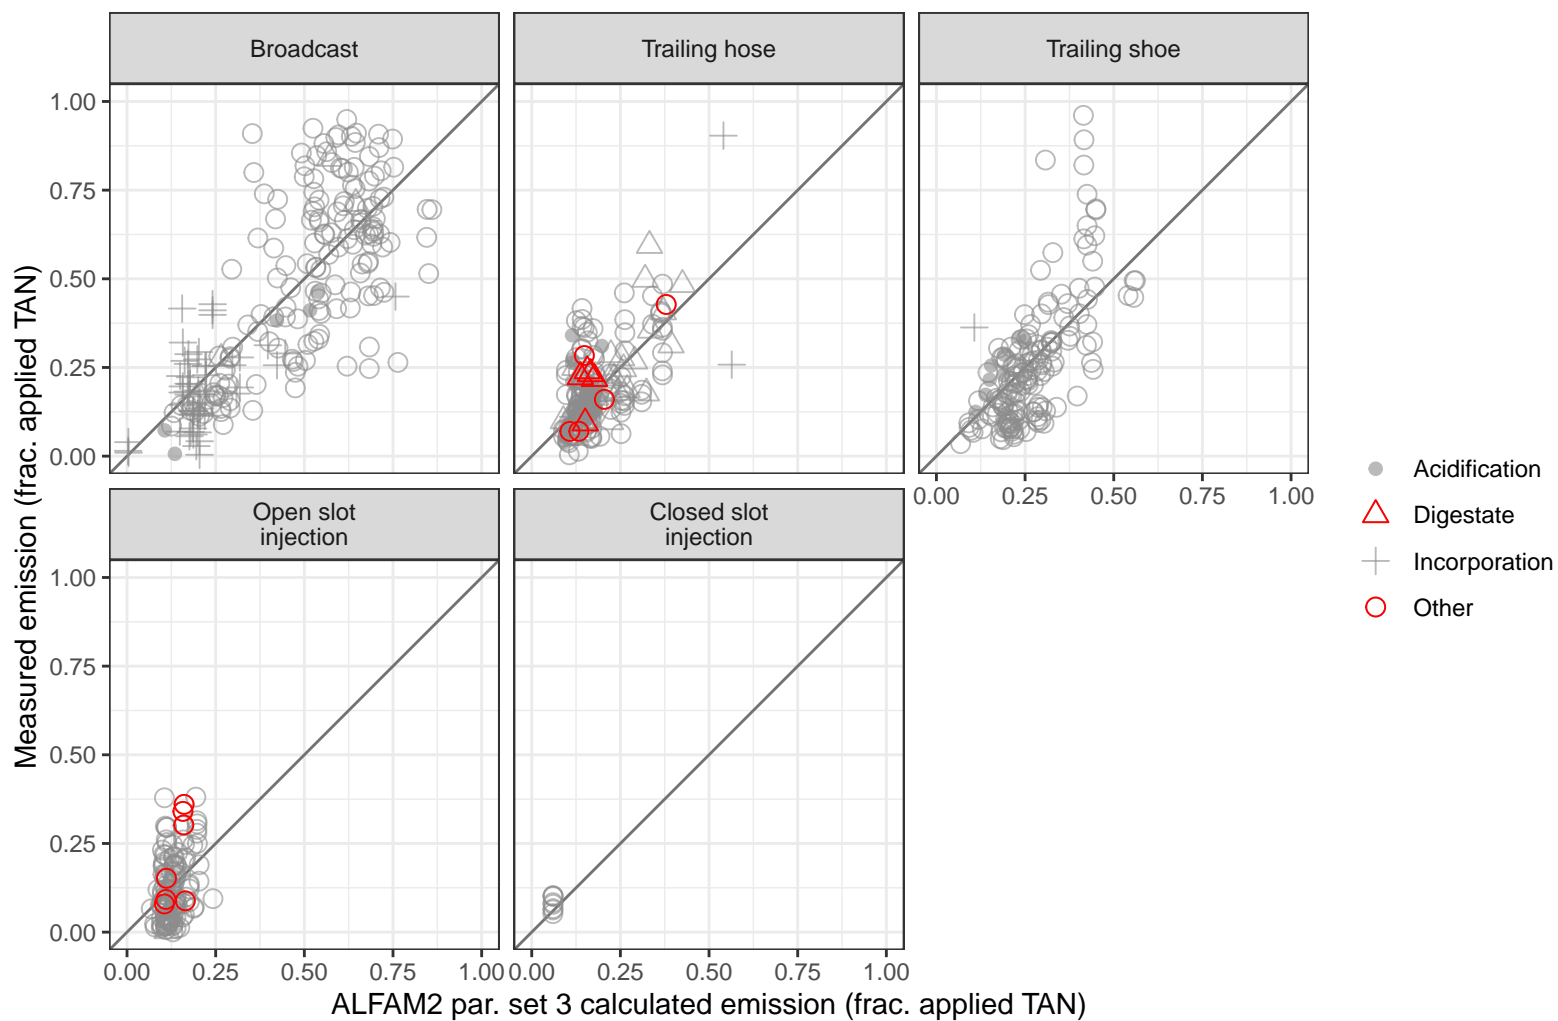 Broadcast
Trailing hose
Trailing shoe
1.00
0.75
0.50
0.25
0.00
0.00 0.25 0.50 0.75 1.00
Open slot
injection
Closed slot
injection
1.00
0.75
0.50
0.25
0.00
0.00 0.25 0.50 0.75 1.00
0.00 0.25 0.50 0.75 1.00
Measured emission (frac. applied TAN)
ALFAM2 par. set 3 calculated emission (frac. applied TAN)
Acidification
Digestate
Incorporation
Other